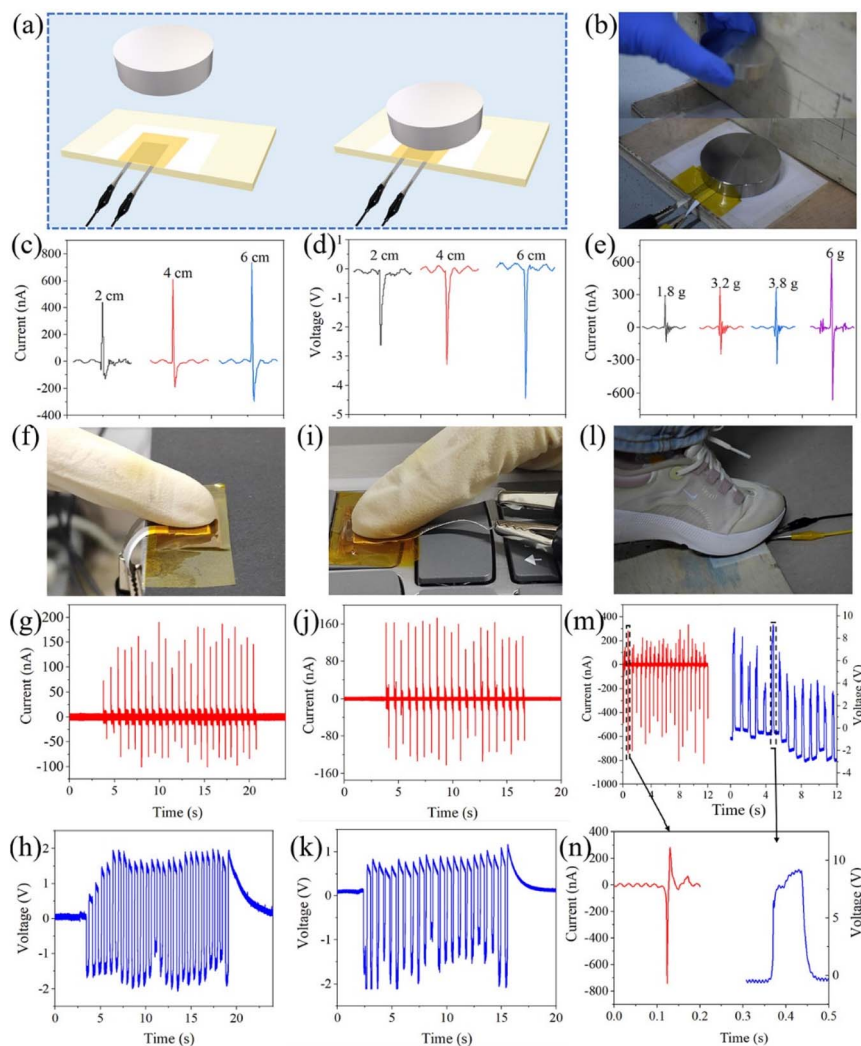 (a)
(b)
(c)
Current (nA)
800
600
400
200
0
-200
-400
2 cm
4 cm
6 cm
(d)
Voltage (V)
1
0
-1
-2
-3
-4
-5
2 cm
4 cm
6 cm
(e)
Current (nA)
600
300
0
-300
-600
1.8 g
3.2 g
3.8 g
6 g
(f)
(i)
(l)
(g)
Current (nA)
200
150
100
50
0
-50
-100
0 5 10 15 20
Time (s)
(j)
Current (nA)
160
80
0
-80
-160
0 5 10 15 20
Time (s)
(m)
Current (nA)
400
200
0
-200
-400
-600
-800
-1000
0 4 8 12 0 4 8 12
Time (s)
10
8
6
4
2
0
-2
-4
Voltage (V)
(h)
Voltage (V)
2
1
0
-1
-2
0 5 10 15 20
Time (s)
(k)
Voltage (V)
2
1
0
-1
-2
0 5 10 15 20
Time (s)
(n)
Current (nA)
400
200
0
-200
-400
-600
-800
0.0 0.1 0.2 0.3 0.4 0.5
Time (s)
10
5
0
Voltage (V)